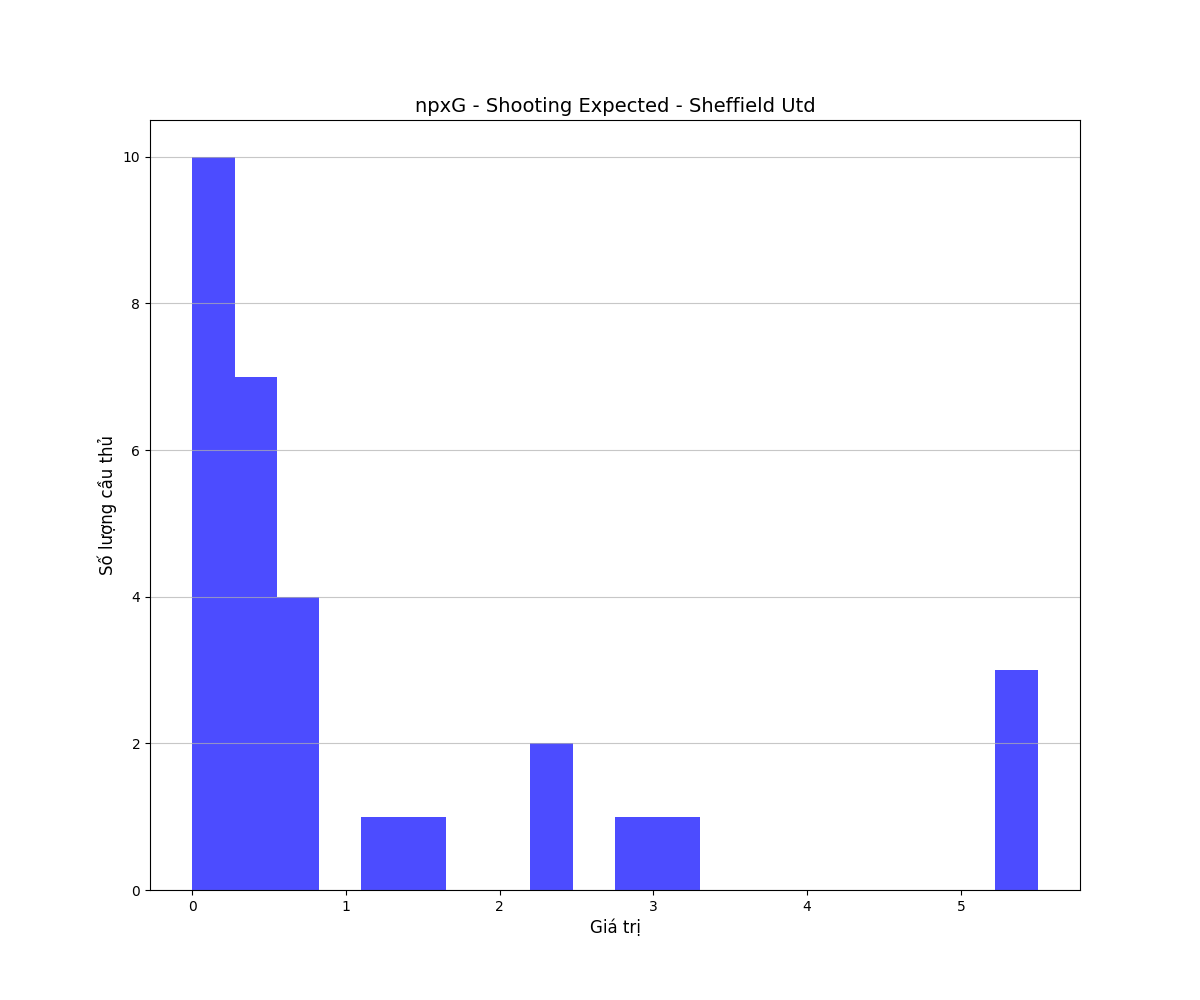 npxG - Shooting Expected - Sheffield Utd
10
8
6
4
2
0
Số lượng cầu thủ
0 1 2 3 4 5
Giá trị